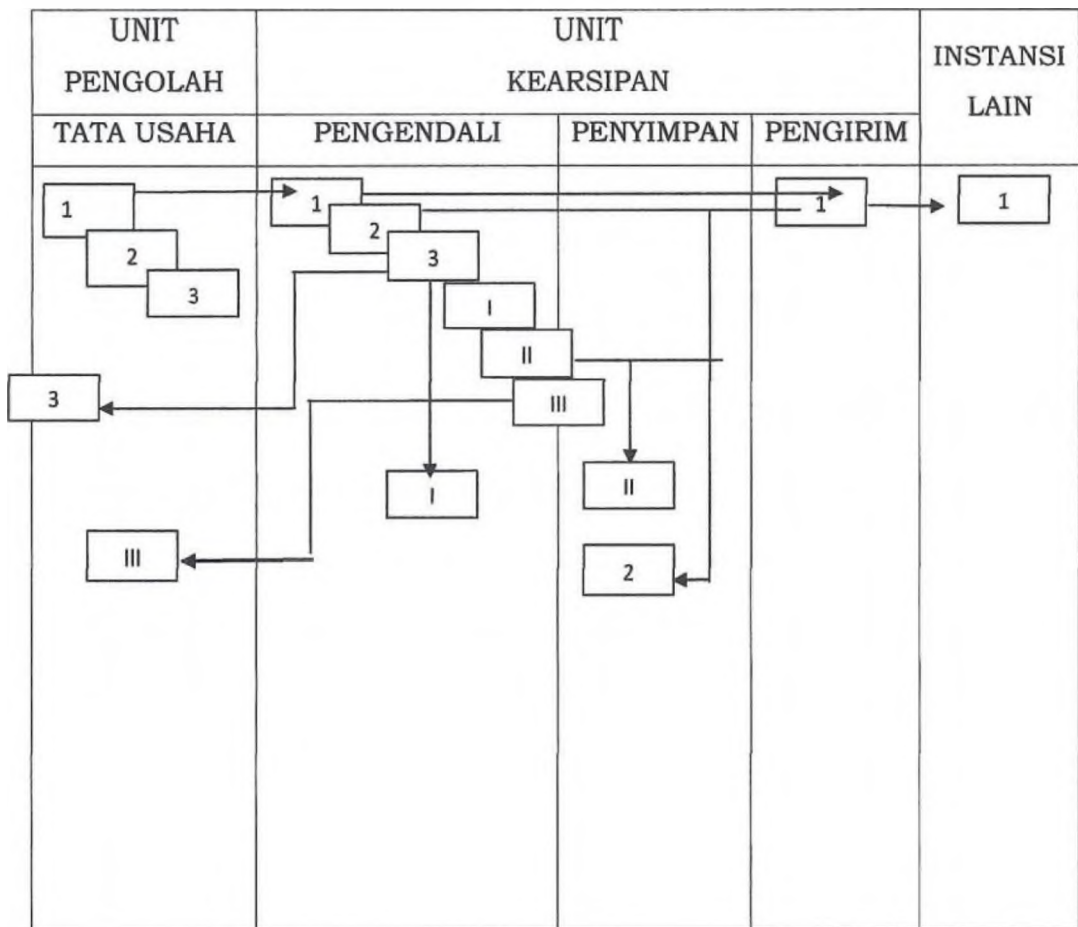 UNIT
PENGOLAH
UNIT
KEARSIPAN
INSTANSI
LAIN
TATA USAHA
PENGENDALI
PENYIMPAN
PENGIRIM
1
2
3
1
2
3
1
1
I
II
III
3
I
II
III
2